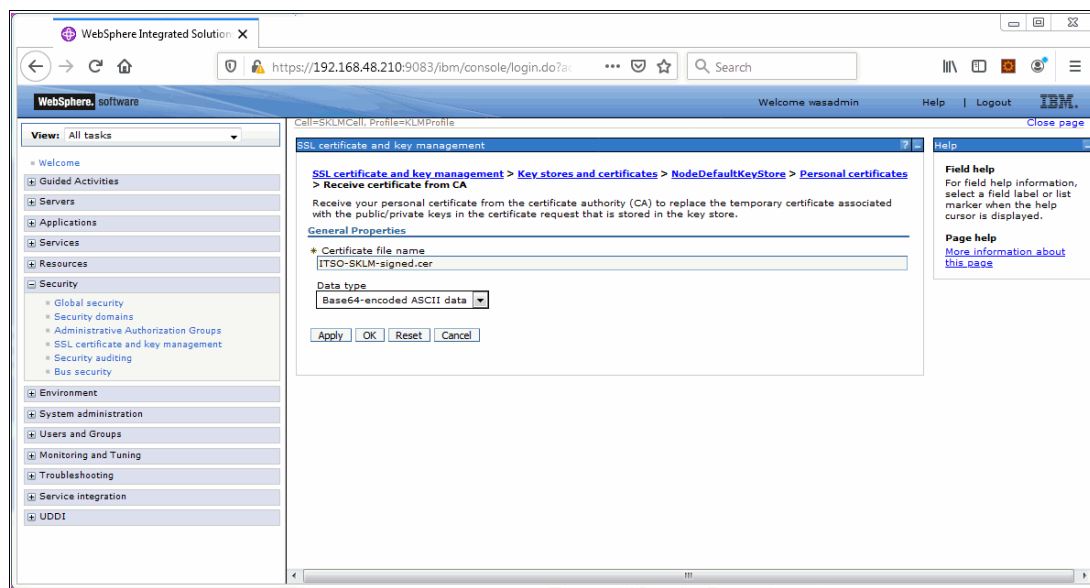 WebSphere Integrated Solution
https://192.168.48.210:9083/ibm/console/login.do?ac
Search
WebSphere. software
Welcome wasadmin
Help | Logout
IBM.
Cell=SKLMCell, Profile=KLMProfile
Close page
View: All tasks
Welcome
Guided Activities
Servers
Applications
Services
Resources
Security
Global security
Security domains
Administrative Authorization Groups
SSL certificate and key management
Security auditing
Bus security
Environment
System administration
Users and Groups
Monitoring and Tuning
Troubleshooting
Service integration
UDDI
SSL certificate and key management
? -
SSL certificate and key management > Key stores and certificates > NodeDefaultKeyStore > Personal certificates
> Receive certificate from CA
Receive your personal certificate from the certificate authority (CA) to replace the temporary certificate associated
with the public/private keys in the certificate request that is stored in the key store.
General Properties
* Certificate file name
ITSO-SKLM-signed.cer
Data type
Base64-encoded ASCII data
Apply OK Reset Cancel
Help
Field help
For field help information,
select a field label or list
marker when the help
cursor is displayed.
Page help
More information about
this page